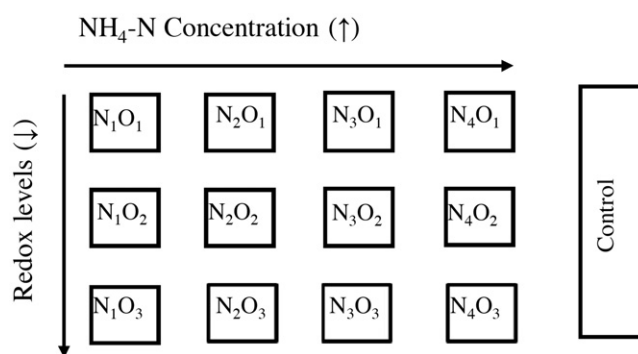 NH₄-N Concentration (↑)
Redox levels (↓)
N₁O₁ N₂O₁ N₃O₁ N₄O₁
N₁O₂ N₂O₂ N₃O₂ N₄O₂
N₁O₃ N₂O₃ N₃O₃ N₄O₃
Control